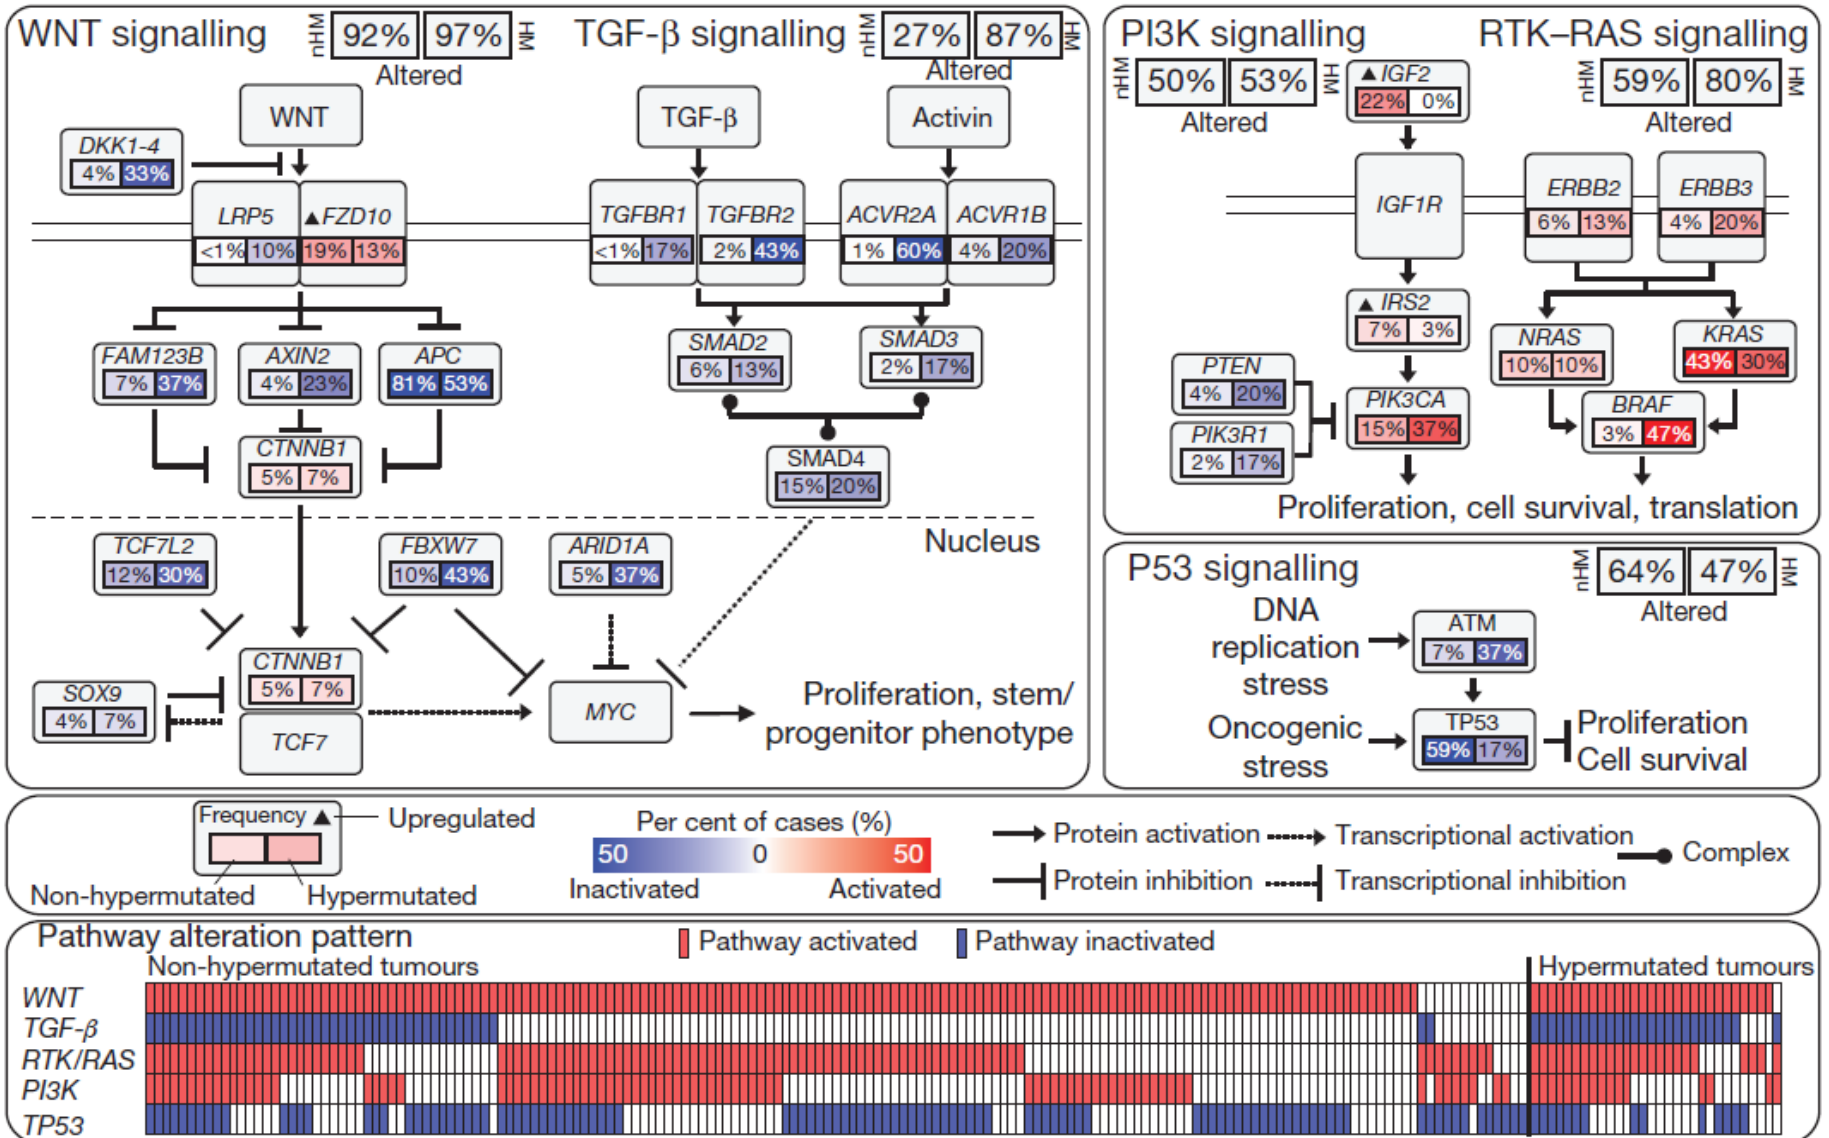 WNT signalling
nHM
92%
97%
HM
Altered
TGF-β signalling
nHM
27%
87%
HM
Altered
WNT
DKK1-4
4% 33%
LRP5
<1% 10%
▲FZD10
19% 13%
TGF-β
Activin
TGFBR1
<1% 17%
TGFBR2
2% 43%
ACVR2A
1% 60%
ACVR1B
4% 20%
FAM123B
7% 37%
AXIN2
4% 23%
APC
81% 53%
SMAD2
6% 13%
SMAD3
2% 17%
CTNNB1
5% 7%
SMAD4
15% 20%
Nucleus
TCF7L2
12% 30%
FBXW7
10% 43%
ARID1A
5% 37%
SOX9
4% 7%
CTNNB1
5% 7%
TCF7
MYC
Proliferation, stem/
progenitor phenotype
PI3K signalling
nHM
50%
53%
HM
Altered
RTK–RAS signalling
nHM
59%
80%
HM
Altered
▲IGF2
22% 0%
IGF1R
▲IRS2
7% 3%
PTEN
4% 20%
PIK3R1
2% 17%
PIK3CA
15% 37%
ERBB2
6% 13%
ERBB3
4% 20%
NRAS
10% 10%
KRAS
43% 30%
BRAF
3% 47%
Proliferation, cell survival, translation
P53 signalling
nHM
64%
47%
HM
Altered
DNA
replication
stress
ATM
7% 37%
Oncogenic
stress
TP53
59% 17%
Proliferation
Cell survival
Frequency ▲
Upregulated
Non-hypermutated
Hypermutated
Per cent of cases (%)
50 0 50
Inactivated
Activated
Protein activation
Transcriptional activation
Protein inhibition
Transcriptional inhibition
Complex
Pathway alteration pattern
Pathway activated
Pathway inactivated
Non-hypermutated tumours
Hypermutated tumours
WNT
TGF-β
RTK/RAS
PI3K
TP53